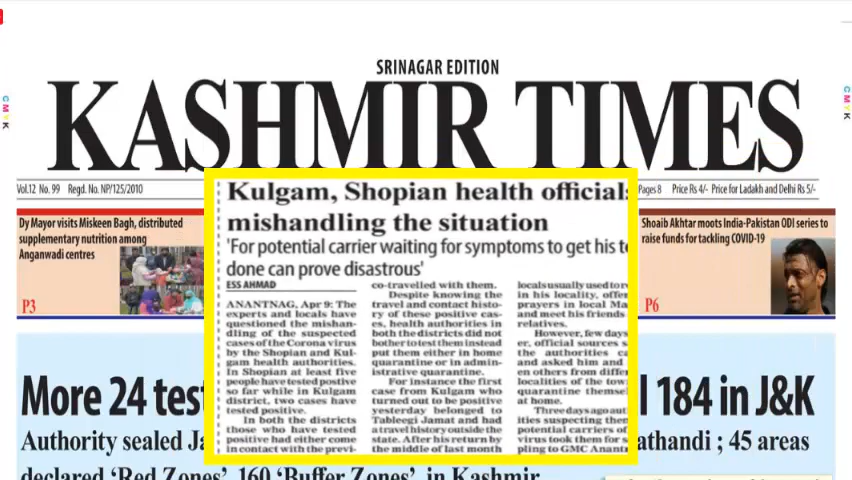 SRINAGAR EDITION
KASHMIR TIMES
Vol.12 No. 99 Regd. No. NP/125/2010
Pages 8 Price Rs 4/- Price for Ladakh and Delhi Rs 5/-
Dy Mayor visits Miskeen Bagh, distributed
supplementary nutrition among
Anganwadi centres
P3
Shoaib Akhtar moots India-Pakistan ODI series to
raise funds for tackling COVID-19
P6
Kulgam, Shopian health officials
mishandling the situation
'For potential carrier waiting for symptoms to get his
done can prove disastrous'
ESS AHMAD
ANANTNAG, Apr 9: The
experts and locals have
questioned the mishan-
dling of the suspected
cases of the Corona virus
by the Shopian and Kul-
gam health authorities.
In Shopian at least five
people have tested postive
so far while in Kulgam
district, two cases have
tested positive.
In both the districts
those who have tested
positive had either come
in contact with the previ-
co-travelled with them.
Despite knowing the
travel and contact histo-
ry of these positive cas-
es, health authorities in
both the districts did not
bother to test them instead
put them either in home
quarantine or in admin-
istrative quarantine.
For instance the first
case from Kulgam who
turned out to be positive
yesterday belonged to
Tableegi Jamat and had
a travel history outside the
state. After his return by
the middle of last month
locals usually used to
in his locality, offer
prayers in local
and meet his friends
relatives.
However, few days
er, official sources
the authorities
and asked him and
en others from
localities of the
quarantine
at home.
Three days ago
ities suspecting
potential carriers of
virus took them for
pling to GMC
More 24
184 in J&K
Authority sealed
; 45 areas
declared 'Red Zones', 160 'Buffer Zones', in Kashmir
C
M
Y
K
C
M
Y
K